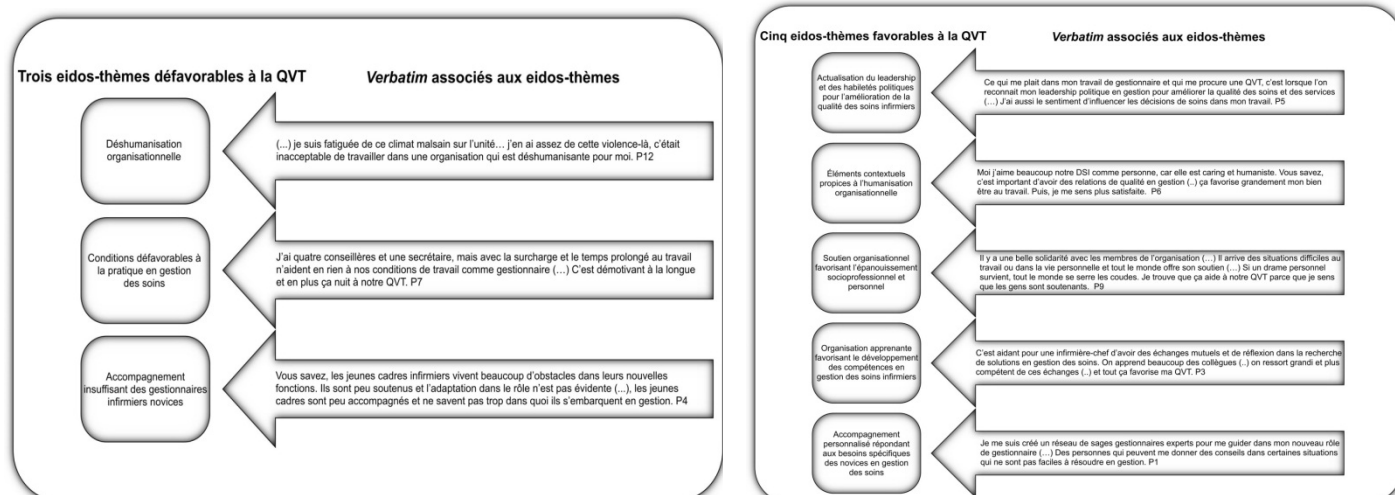 Trois eidos-thèmes défavorables à la QVT
Verbatim associés aux eidos-thèmes
Déshumanisation
organisationnelle
(...) je suis fatiguée de ce climat malsain sur l'unité… j'en ai assez de cette violence-là, c'était
inacceptable de travailler dans une organisation qui est déshumanisante pour moi. P12
Conditions défavorables à
la pratique en gestion
des soins
J'ai quatre conseillères et une secrétaire, mais avec la surcharge et le temps prolongé au travail
n'aident en rien à nos conditions de travail comme gestionnaire (…) C'est démotivant à la longue
et en plus ça nuit à notre QVT. P7
Accompagnement
insuffisant des gestionnaires
infirmiers novices
Vous savez, les jeunes cadres infirmiers vivent beaucoup d'obstacles dans leurs nouvelles
fonctions. Ils sont peu soutenus et l'adaptation dans le rôle n'est pas évidente (...), les jeunes
cadres sont peu accompagnés et ne savent pas trop dans quoi ils s'embarquent en gestion. P4
Cinq eidos-thèmes favorables à la QVT
Verbatim associés aux eidos-thèmes
Actualisation du leadership
et des habiletés politiques
pour l'amélioration de la
qualité des soins infirmiers
Ce qui me plait dans mon travail de gestionnaire et qui me procure une QVT, c'est lorsque l'on
reconnait mon leadership politique en gestion pour améliorer la qualité des soins et des services
(…) J'ai aussi le sentiment d'influencer les décisions de soins dans mon travail. P5
Éléments contextuels
propices à l'humanisation
organisationnelle
Moi j'aime beaucoup notre DSI comme personne, car elle est caring et humaniste. Vous savez,
c'est important d'avoir des relations de qualité en gestion (..) ça favorise grandement mon bien
être au travail. Puis, je me sens plus satisfaite. P6
Soutien organisationnel
favorisant l'épanouissement
socioprofessionnel et
personnel
Il y a une belle solidarité avec les membres de l'organisation (…) Il arrive des situations difficiles au
travail ou dans la vie personnelle et tout le monde offre son soutien (…) Si un drame personnel
survient, tout le monde se serre les coudes. Je trouve que ça aide à notre QVT parce que je sens
que les gens sont soutenants. P9
Organisation apprenante
favorisant le développement
des compétences en
gestion des soins infirmiers
C'est aidant pour une infirmière-chef d'avoir des échanges mutuels et de réflexion dans la recherche
de solutions en gestion des soins. On apprend beaucoup des collègues (..) on ressort grandi et plus
compétent de ces échanges (..) et tout ça favorise ma QVT. P3
Accompagnement
personnalisé répondant
aux besoins spécifiques
des novices en gestion
des soins
Je me suis créé un réseau de sages gestionnaires experts pour me guider dans mon nouveau rôle
de gestionnaire (…) Des personnes qui peuvent me donner des conseils dans certaines situations
qui ne sont pas faciles à résoudre en gestion. P1